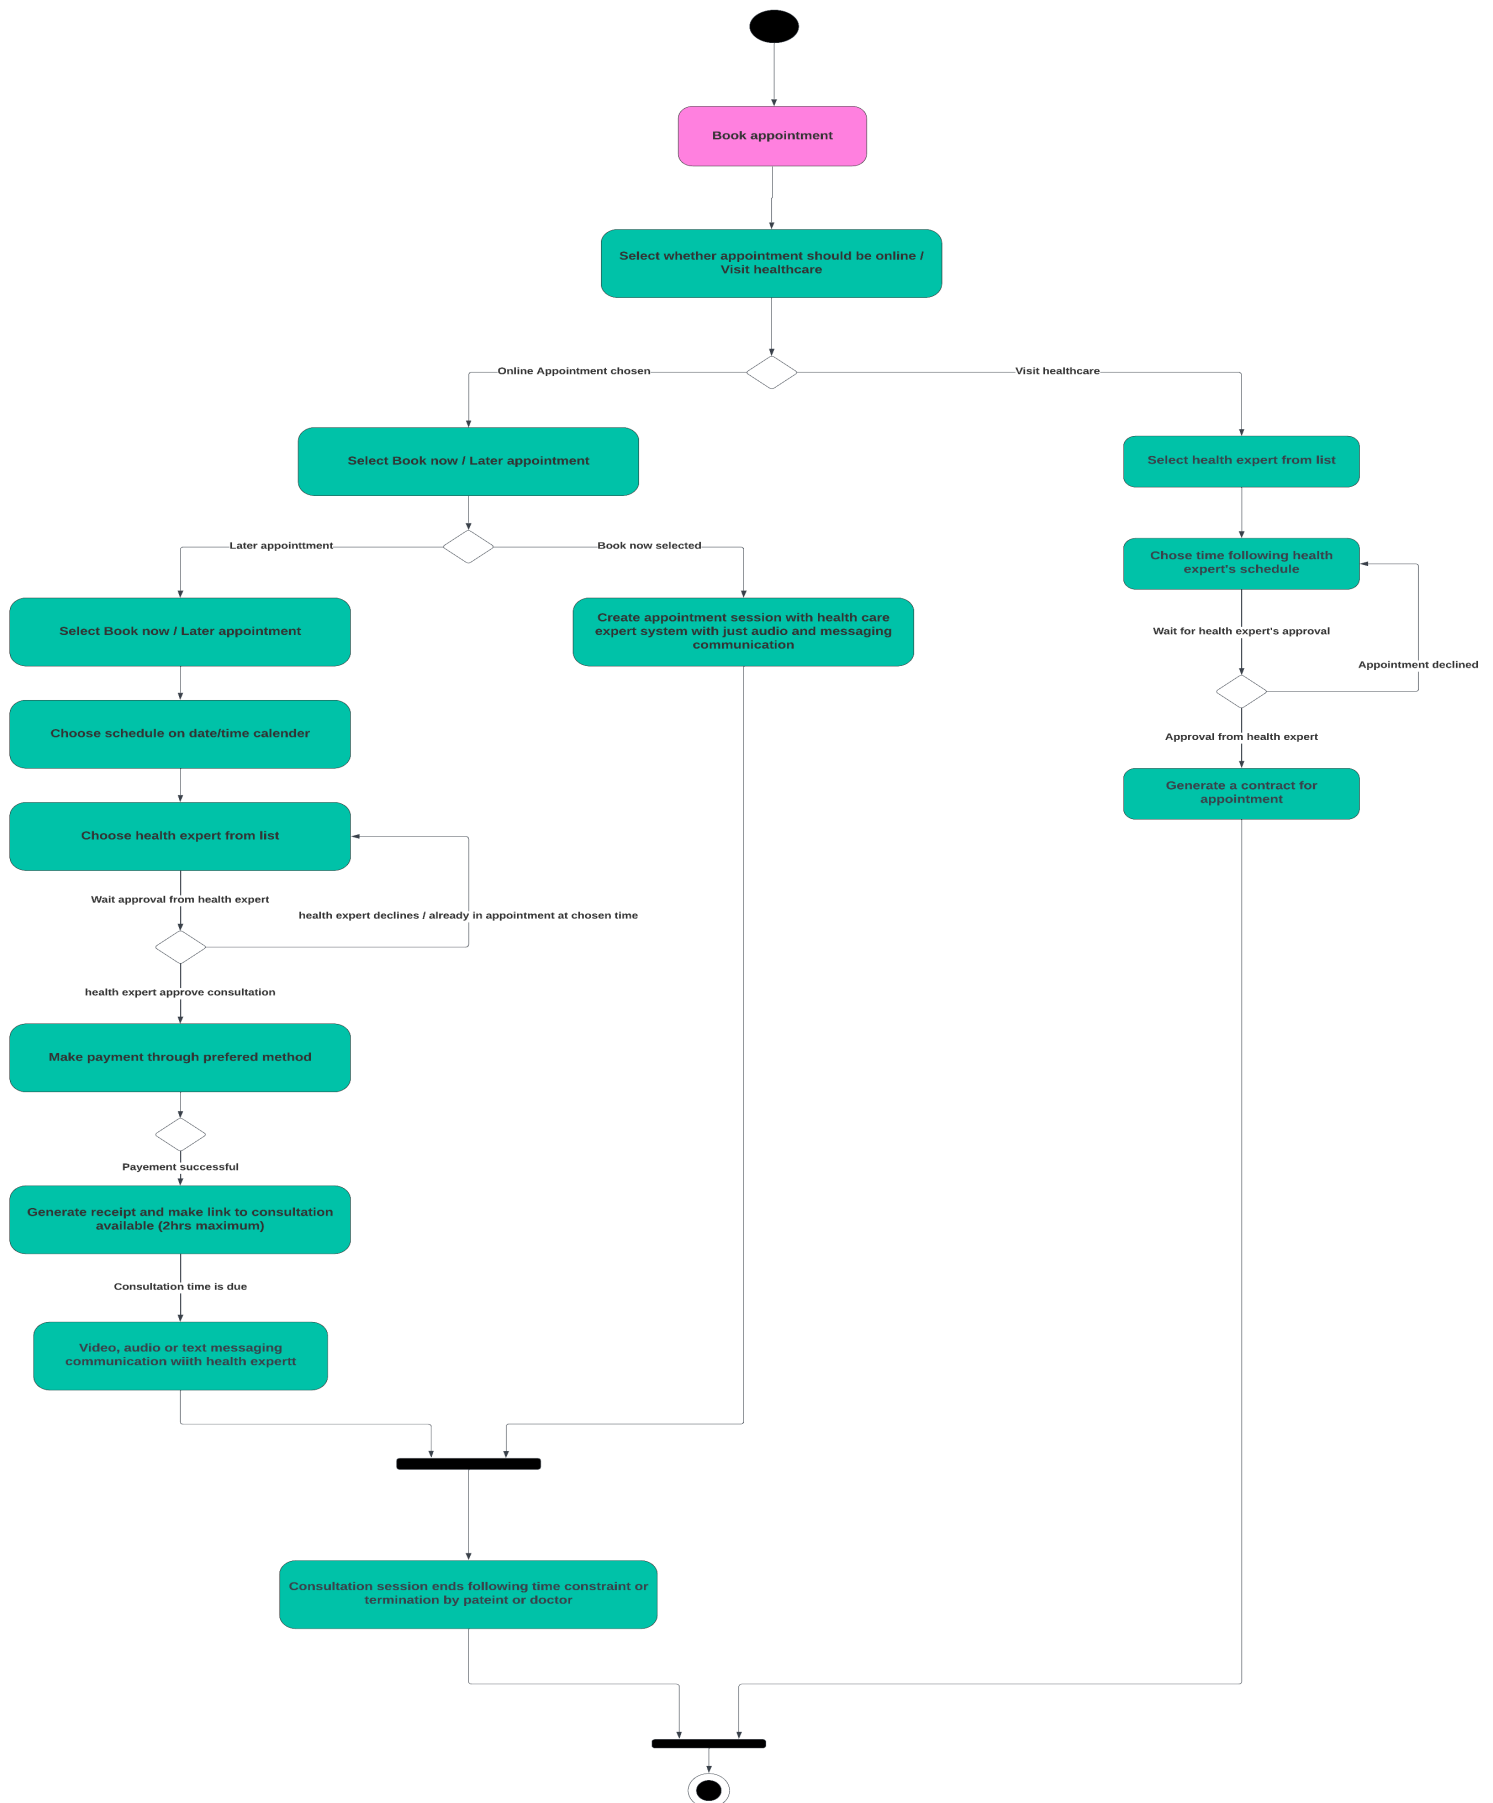 Book appointment
Select whether appointment should be online /
Visit healthcare
Online Appointment chosen
Visit healthcare
Select Book now / Later appointment
Select health expert from list
Later appointtment
Book now selected
Chose time following health
expert's schedule
Select Book now / Later appointment
Create appointment session with health care
expert system with just audio and messaging
communication
Wait for health expert's approval
Appointment declined
Choose schedule on date/time calender
Approval from health expert
Generate a contract for
appointment
Choose health expert from list
Wait approval from health expert
health expert declines / already in appointment at chosen time
health expert approve consultation
Make payment through prefered method
Payement successful
Generate receipt and make link to consultation
available (2hrs maximum)
Consultation time is due
Video, audio or text messaging
communication wiith health expertt
Consultation session ends following time constraint or
termination by pateint or doctor